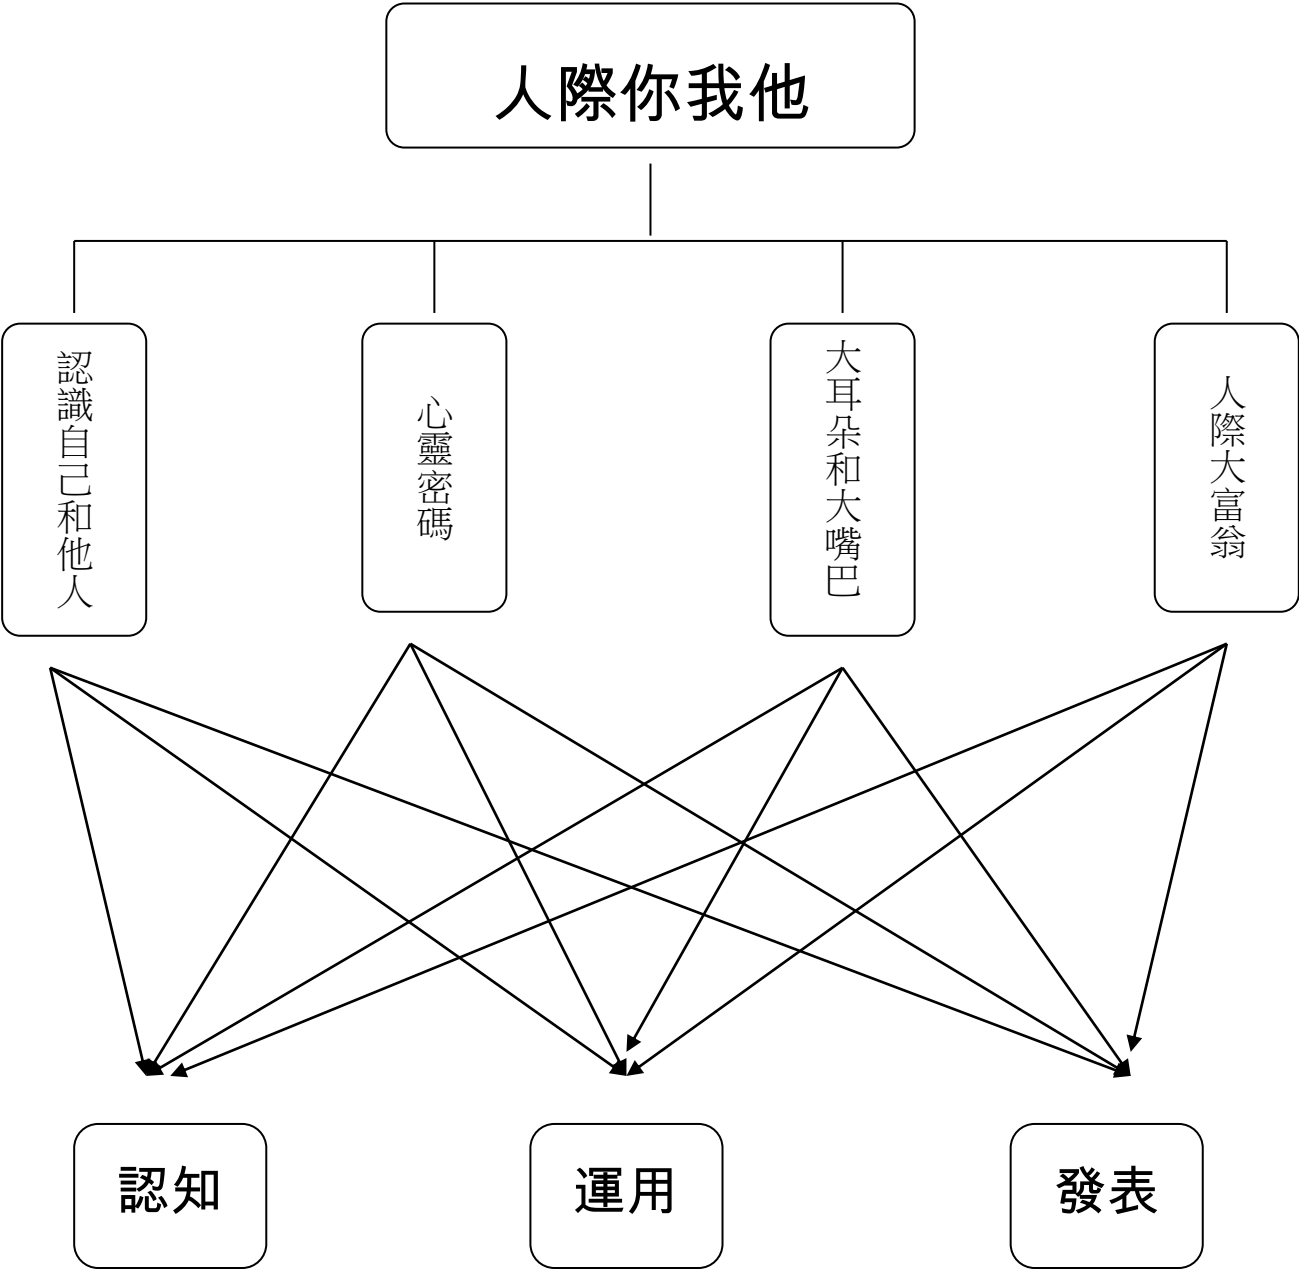 人際你我他
認識自己和他人
心靈密碼
大耳朵和大嘴巴
人際大富翁
認知
運用
發表